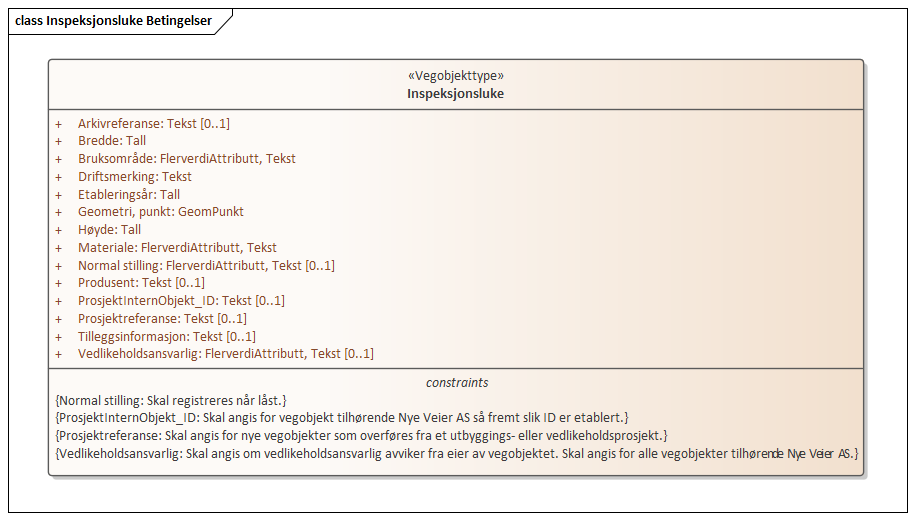 class Inspeksjonsluke Betingelser
«Vegobjekttype»
Inspeksjonsluke
+ Arkivreferanse: Tekst [0..1]
+ Bredde: Tall
+ Bruksområde: FlerverdiAttributt, Tekst
+ Driftsmerking: Tekst
+ Etableringsår: Tall
+ Geometri, punkt: GeomPunkt
+ Høyde: Tall
+ Materiale: FlerverdiAttributt, Tekst
+ Normal stilling: FlerverdiAttributt, Tekst [0..1]
+ Produsent: Tekst [0..1]
+ ProsjektInternObjekt_ID: Tekst [0..1]
+ Prosjektreferanse: Tekst [0..1]
+ Tilleggsinformasjon: Tekst [0..1]
+ Vedlikeholdsansvarlig: FlerverdiAttributt, Tekst [0..1]
constraints
{Normal stilling: Skal registreres når låst.}
{ProsjektInternObjekt_ID: Skal angis for vegobjekt tilhørende Nye Veier AS så fremt slik ID er etablert.}
{Prosjektreferanse: Skal angis for nye vegobjekter som overføres fra et utbyggings- eller vedlikeholdsprosjekt.}
{Vedlikeholdsansvarlig: Skal angis om vedlikeholdsansvarlig avviker fra eier av vegobjektet. Skal angis for alle vegobjekter tilhørende Nye Veier AS.}